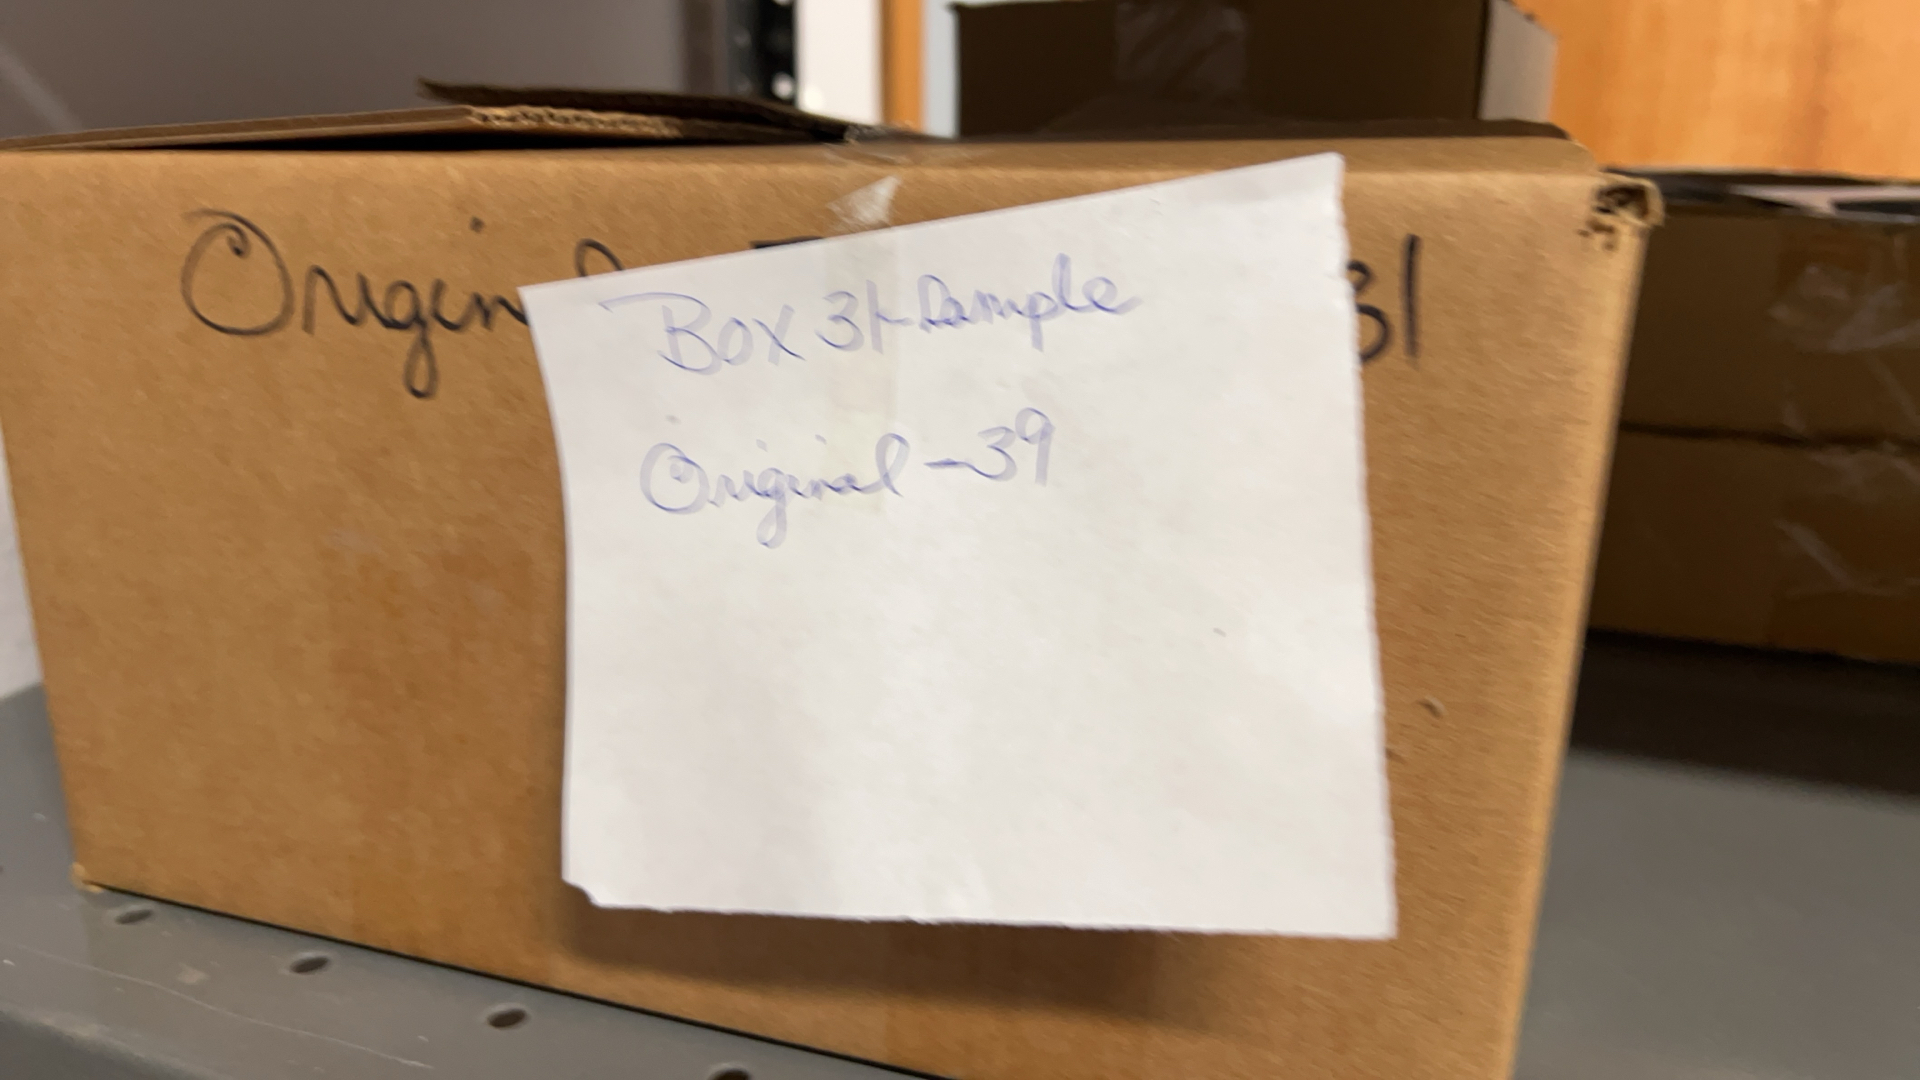 Origin 31
Box 31-Sample
Original-39